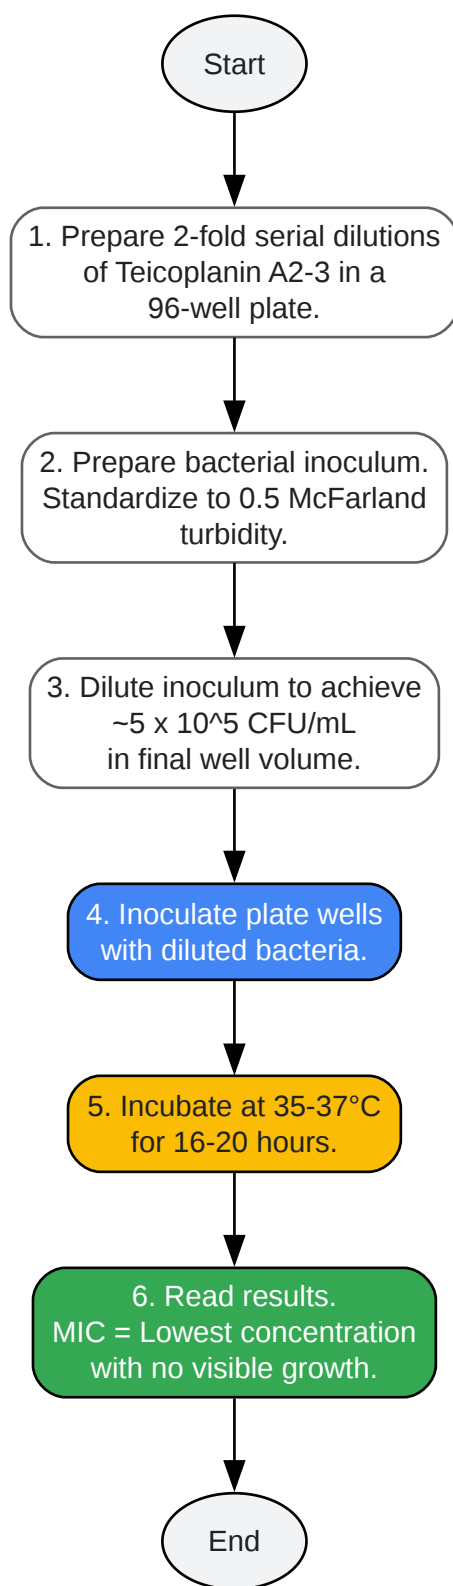 Start
1. Prepare 2-fold serial dilutions
of Teicoplanin A2-3 in a
96-well plate.
2. Prepare bacterial inoculum.
Standardize to 0.5 McFarland
turbidity.
3. Dilute inoculum to achieve
~5 x 10^5 CFU/mL
in final well volume.
4. Inoculate plate wells
with diluted bacteria.
5. Incubate at 35-37°C
for 16-20 hours.
6. Read results.
MIC = Lowest concentration
with no visible growth.
End